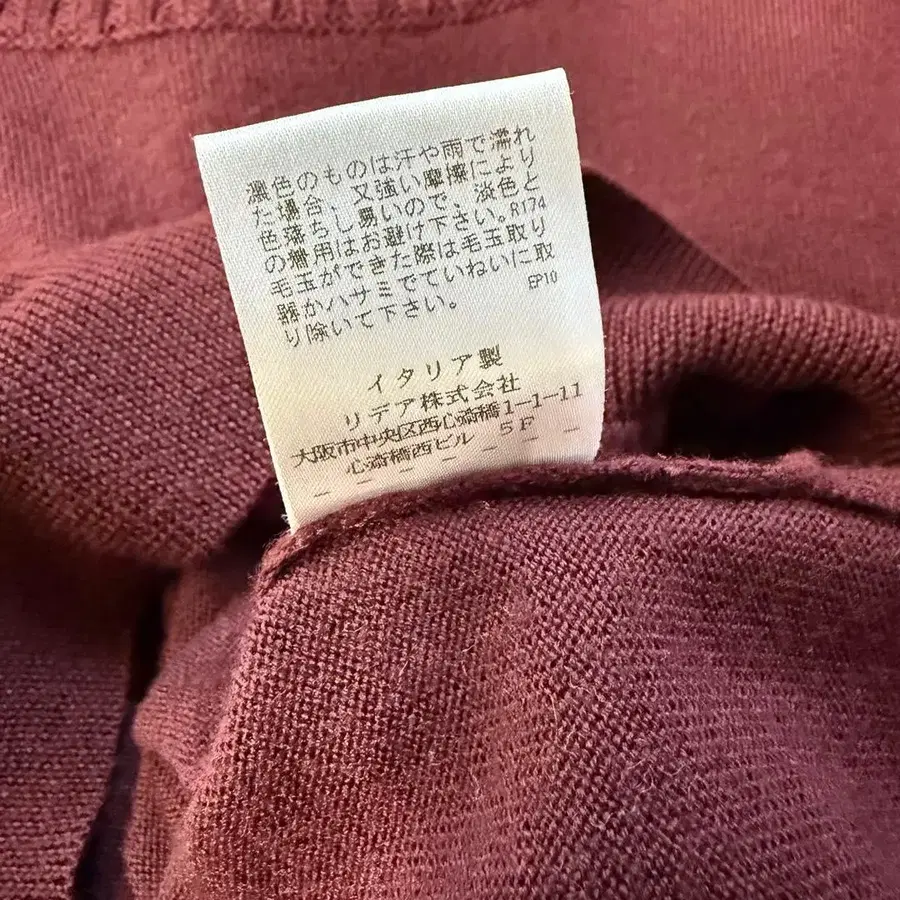 濃色のものは汗や雨で濡れ
た場合、又強い摩擦により
色落ちし易いので、淡色と
の着用はお避け下さい。R174
毛玉ができた際は毛玉取り
器かハサミでていねいに取
り除いて下さい。 EP10
イタリア製
リデア株式会社
大阪市中央区西心斎橋1-1-11
心斎橋西ビル 5F